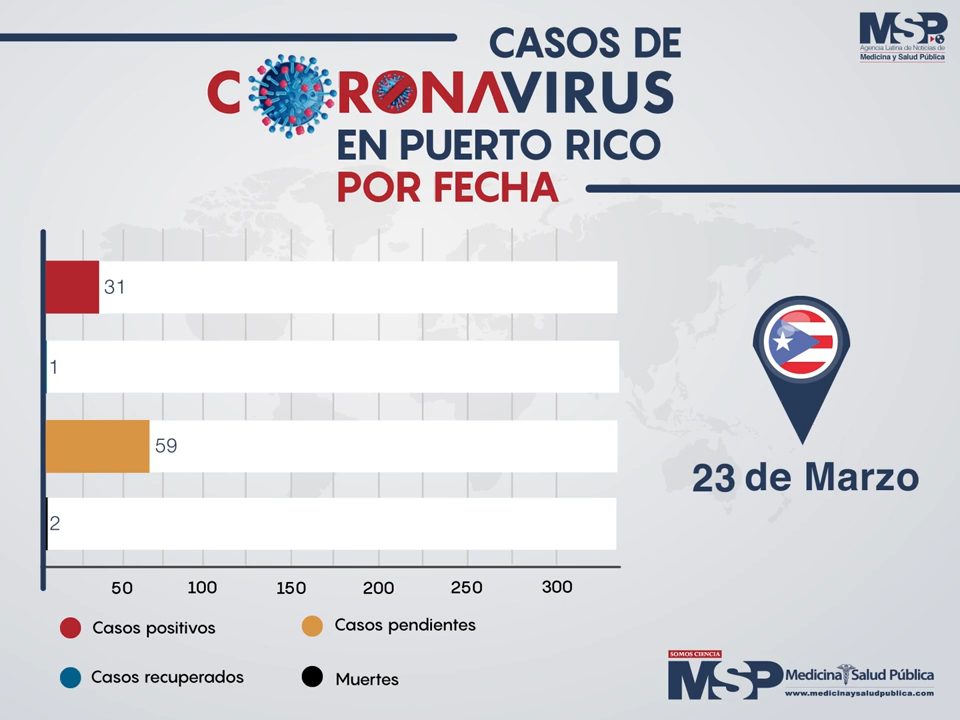 CASOS DE
CORONAVIRUS
EN PUERTO RICO
POR FECHA
MSP
Agencia Latina de Noticias de
Medicina y Salud Pública
31
1
59
2
50 100 150 200 250 300
23 de Marzo
Casos positivos
Casos pendientes
Casos recuperados
Muertes
SOMOS CIENCIA
MSP Medicina Salud Pública
www.medicinaysaludpublica.com